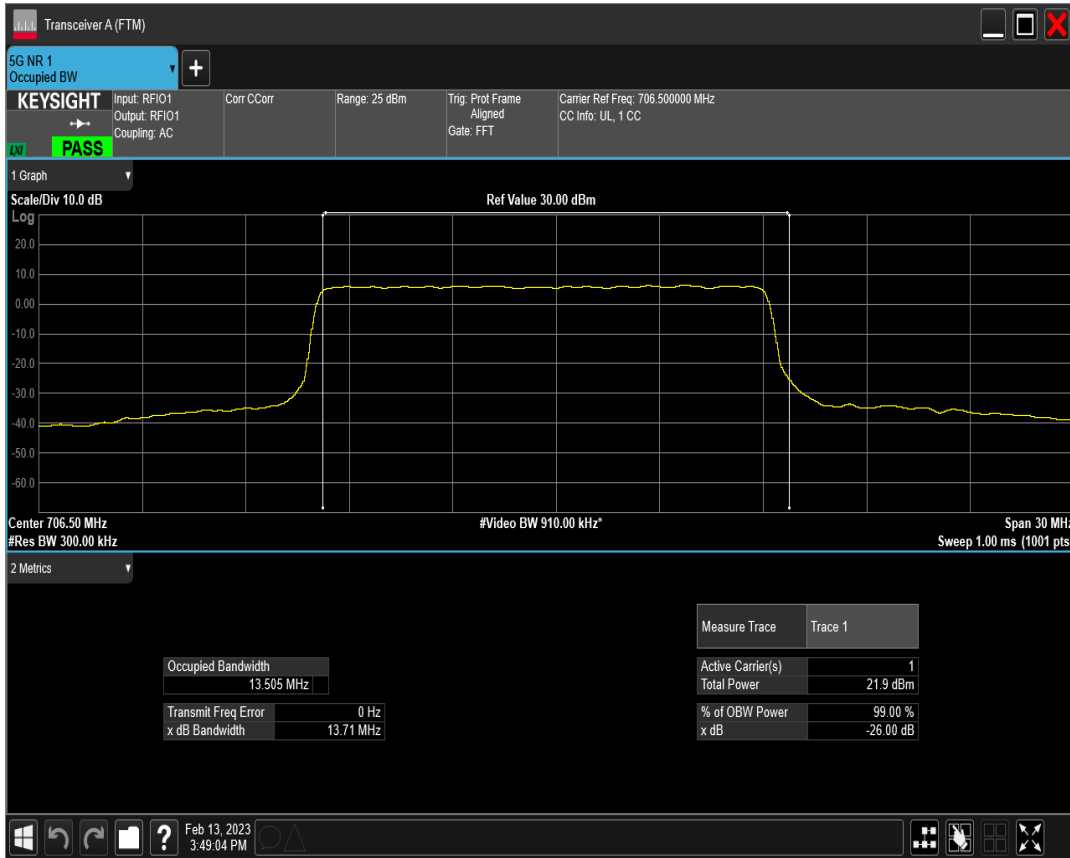 Transceiver A (FTM)
5G NR 1
Occupied BW
+
KEYSIGHT
LXI
PASS
Input: RFIO1
Output: RFIO1
Coupling: AC
Corr CCorr
Range: 25 dBm
Trig: Prot Frame
Aligned
Gate: FFT
Carrier Ref Freq: 706.500000 MHz
CC Info: UL, 1 CC
1 Graph
Scale/Div 10.0 dB
Ref Value 30.00 dBm
Log
20.0
10.0
0.00
-10.0
-20.0
-30.0
-40.0
-50.0
-60.0
Center 706.50 MHz
#Video BW 910.00 kHz*
Span 30 MHz
#Res BW 300.00 kHz
Sweep 1.00 ms (1001 pts
2 Metrics
Measure Trace Trace 1
Occupied Bandwidth
13.505 MHz
Active Carrier(s) 1
Total Power 21.9 dBm
Transmit Freq Error 0 Hz
x dB Bandwidth 13.71 MHz
% of OBW Power 99.00 %
x dB -26.00 dB
?
Feb 13, 2023
3:49:04 PM